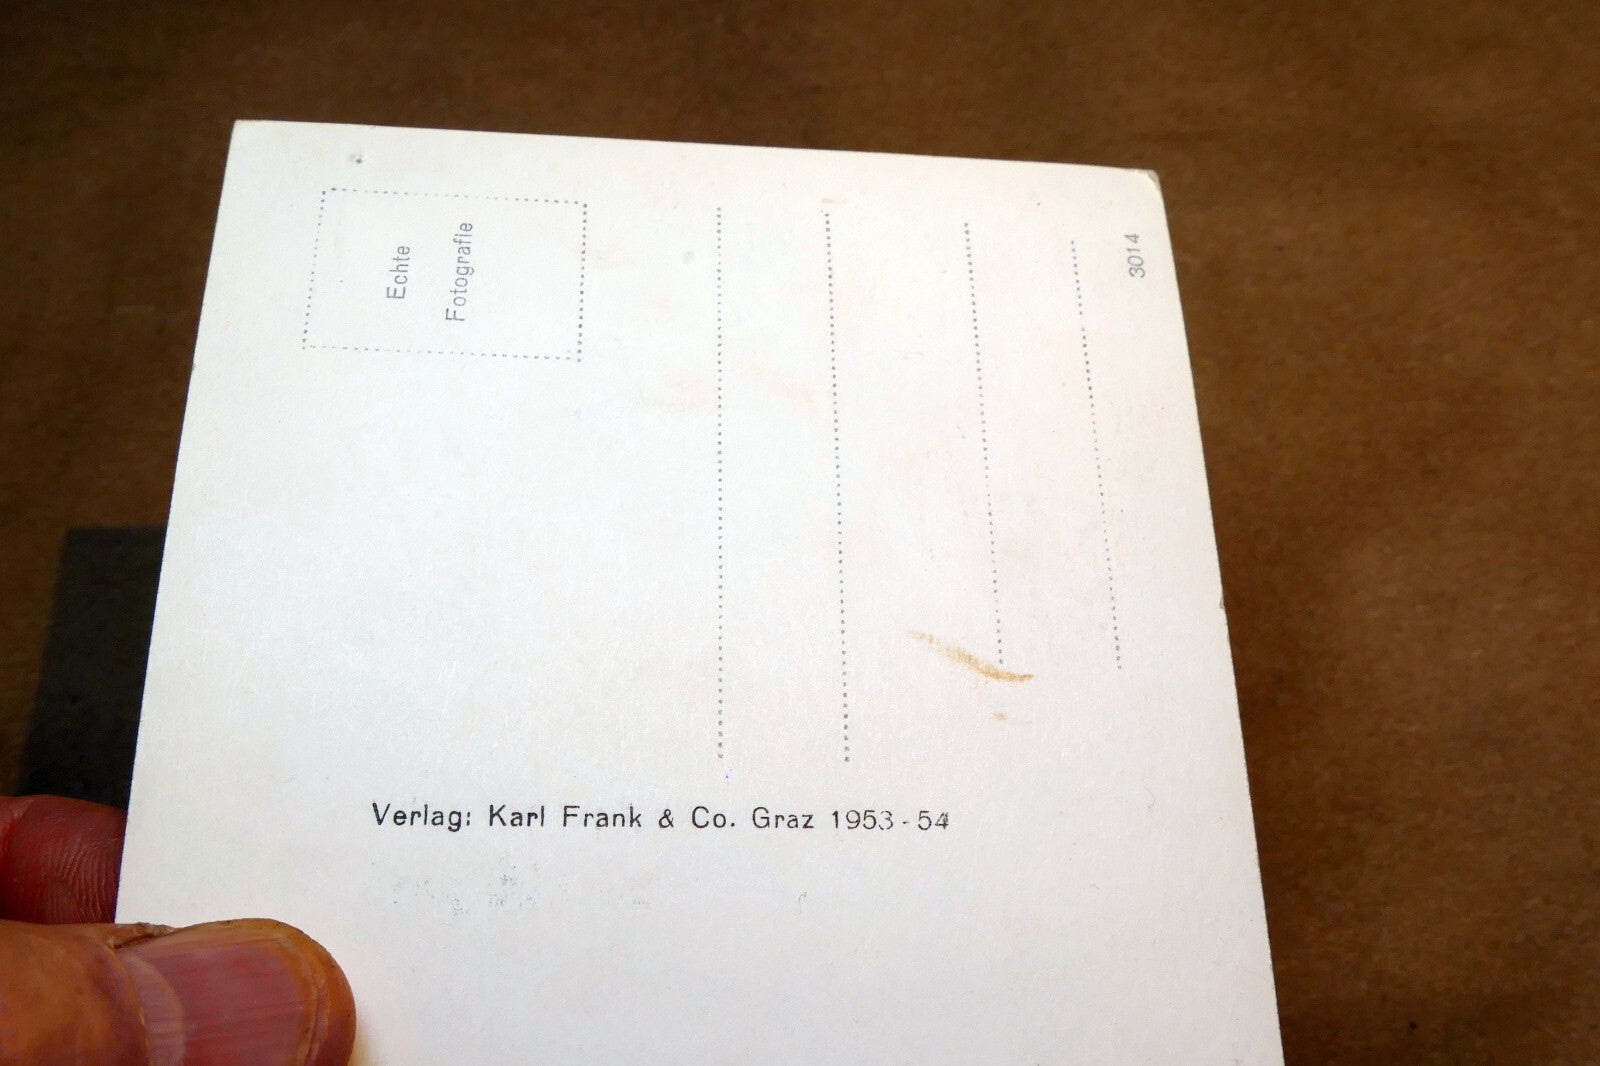 Echte
Fotografie
3014
Verlag: Karl Frank & Co. Graz 1953-54